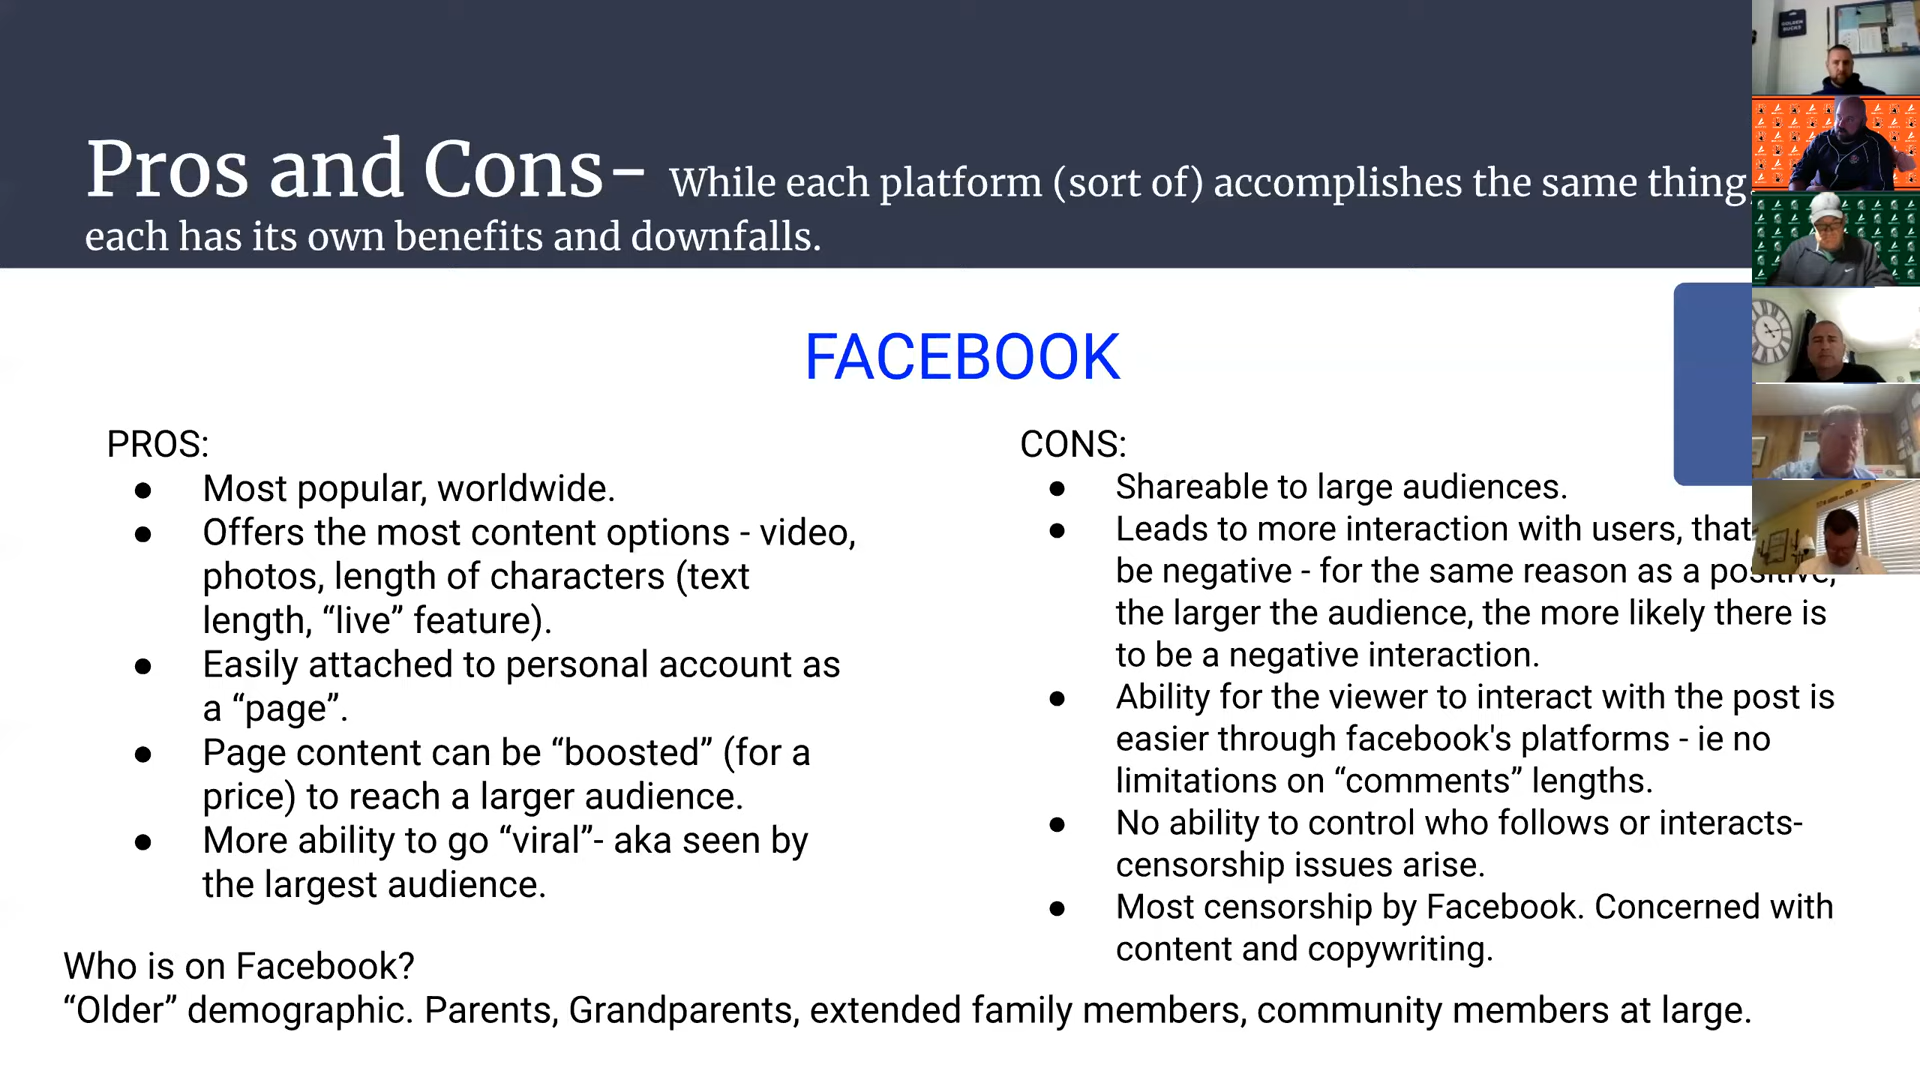 Pros and Cons- While each platform (sort of) accomplishes the same thing,
each has its own benefits and downfalls.
FACEBOOK
PROS:
● Most popular, worldwide.
● Offers the most content options - video,
photos, length of characters (text
length, “live” feature).
● Easily attached to personal account as
a “page”.
● Page content can be “boosted” (for a
price) to reach a larger audience.
● More ability to go “viral”- aka seen by
the largest audience.
CONS:
● Shareable to large audiences.
● Leads to more interaction with users, that
be negative - for the same reason as a positive,
the larger the audience, the more likely there is
to be a negative interaction.
● Ability for the viewer to interact with the post is
easier through facebook's platforms - ie no
limitations on “comments” lengths.
● No ability to control who follows or interacts-
censorship issues arise.
● Most censorship by Facebook. Concerned with
content and copywriting.
Who is on Facebook?
“Older” demographic. Parents, Grandparents, extended family members, community members at large.